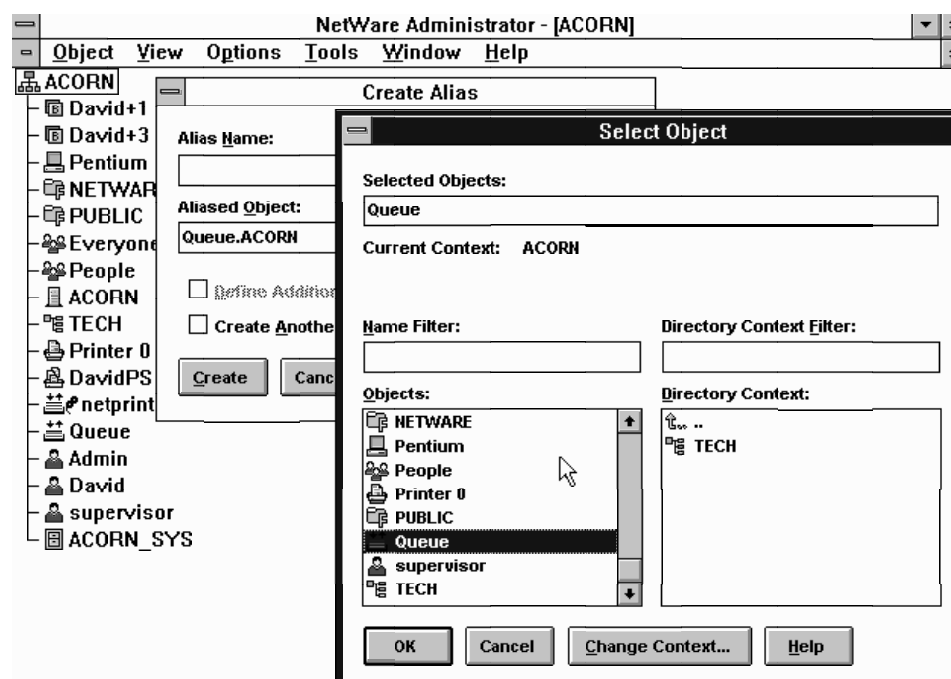 NetWare Administrator - [ACORN]
Object View Options Tools Window Help
ACORN
David+1
David+3
Pentium
NETWAR
PUBLIC
Everyone
People
ACORN
TECH
Printer 0
DavidPS
netprint
Queue
Admin
David
supervisor
ACORN_SYS
Create Alias
Alias Name:
Aliased Object:
Queue.ACORN
Define Addition
Create Anothe
Create Canc
Select Object
Selected Objects:
Queue
Current Context: ACORN
Name Filter:
Directory Context Filter:
Objects:
NETWARE
Pentium
People
Printer 0
PUBLIC
Queue
supervisor
TECH
Directory Context:
..
TECH
OK Cancel Change Context... Help